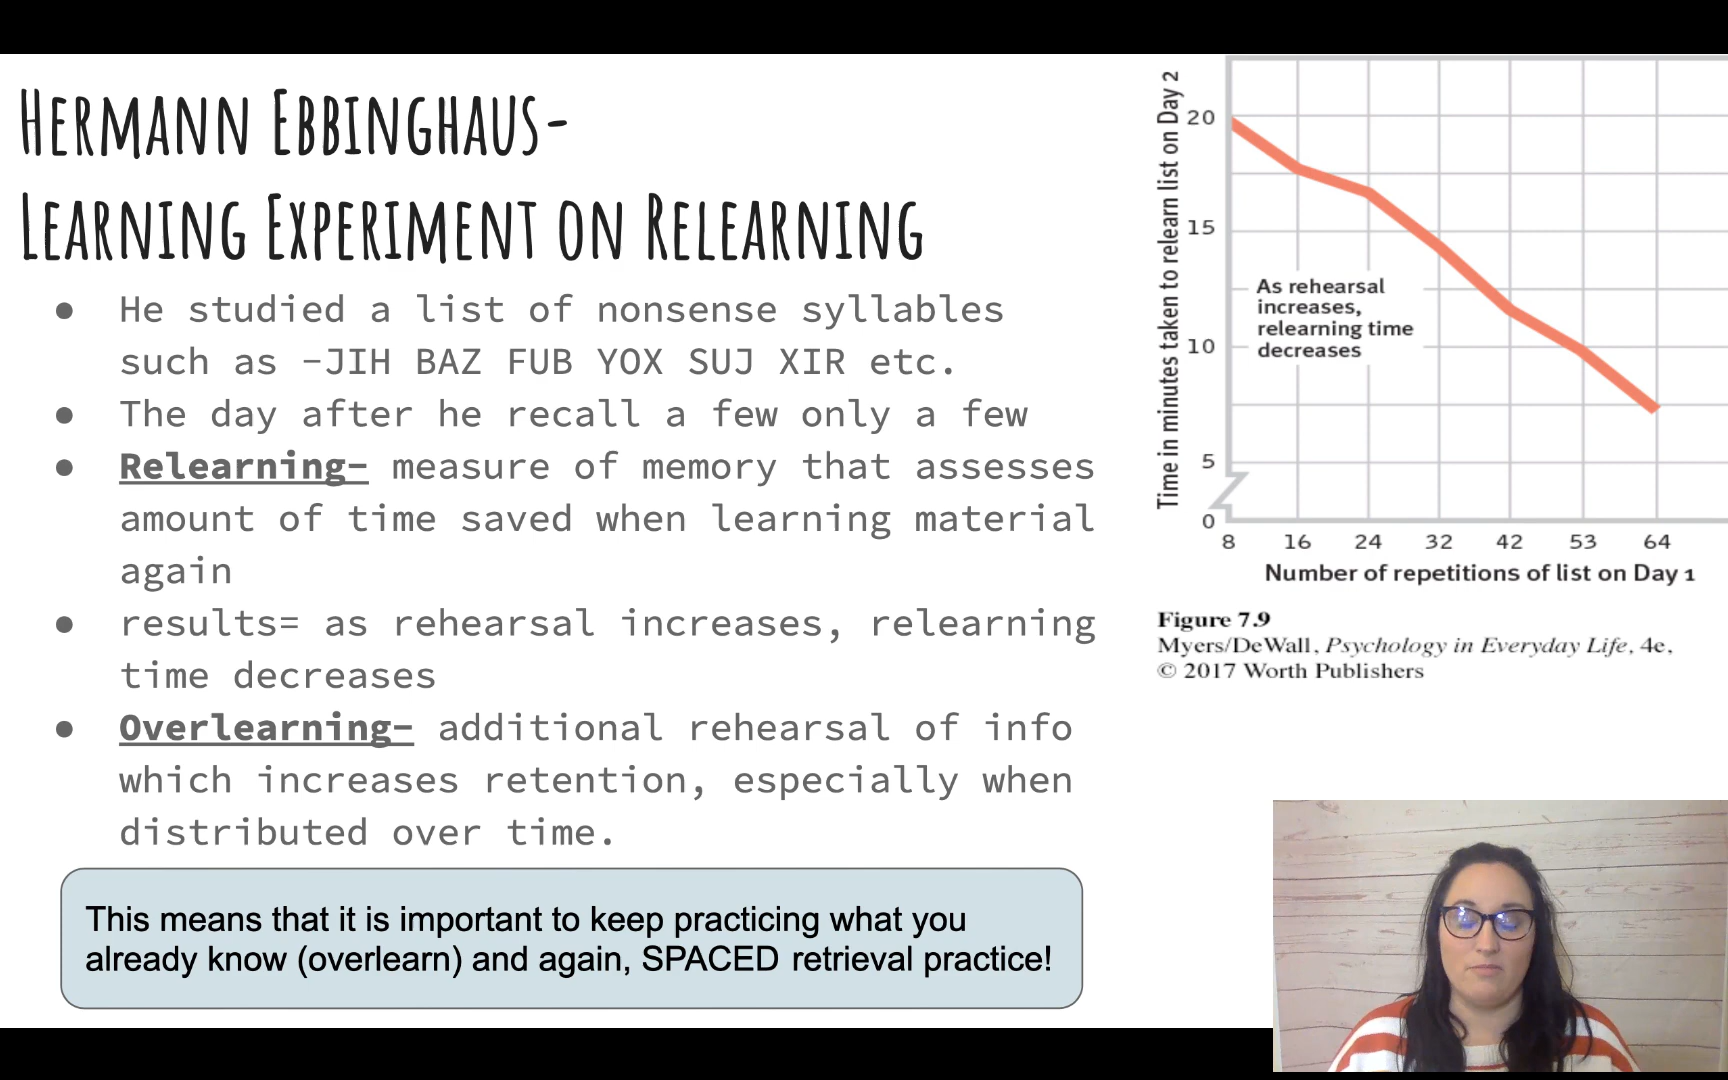 Hermann Ebbinghaus-
Learning Experiment on Relearning
● He studied a list of nonsense syllables
such as -JIH BAZ FUB YOX SUJ XIR etc.
● The day after he recall a few only a few
● Relearning- measure of memory that assesses
amount of time saved when learning material
again
● results= as rehearsal increases, relearning
time decreases
● Overlearning- additional rehearsal of info
which increases retention, especially when
distributed over time.
This means that it is important to keep practicing what you
already know (overlearn) and again, SPACED retrieval practice!
Time in minutes taken to relearn list on Day 2
20
15
10
5
0
As rehearsal
increases,
relearning time
decreases
8 16 24 32 42 53 64
Number of repetitions of list on Day 1
Figure 7.9
Myers/DeWall, Psychology in Everyday Life, 4e,
© 2017 Worth Publishers